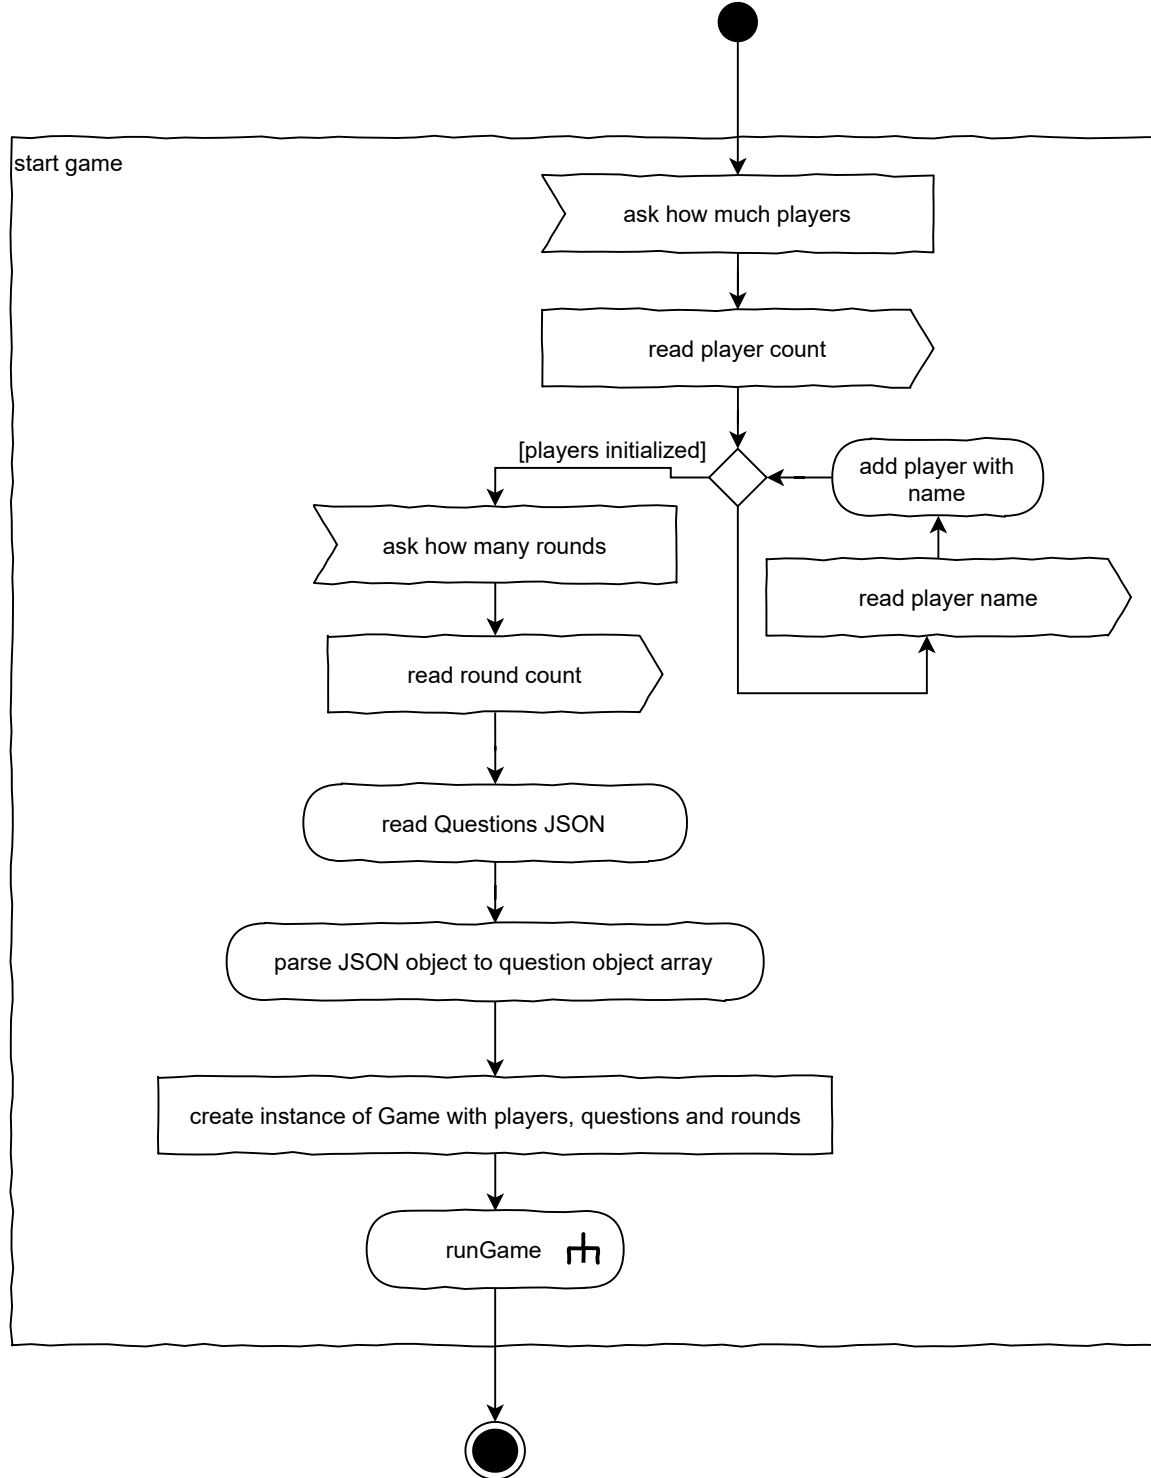 start game
ask how much players
read player count
[players initialized]
add player with
name
ask how many rounds
read player name
read round count
read Questions JSON
parse JSON object to question object array
create instance of Game with players, questions and rounds
runGame